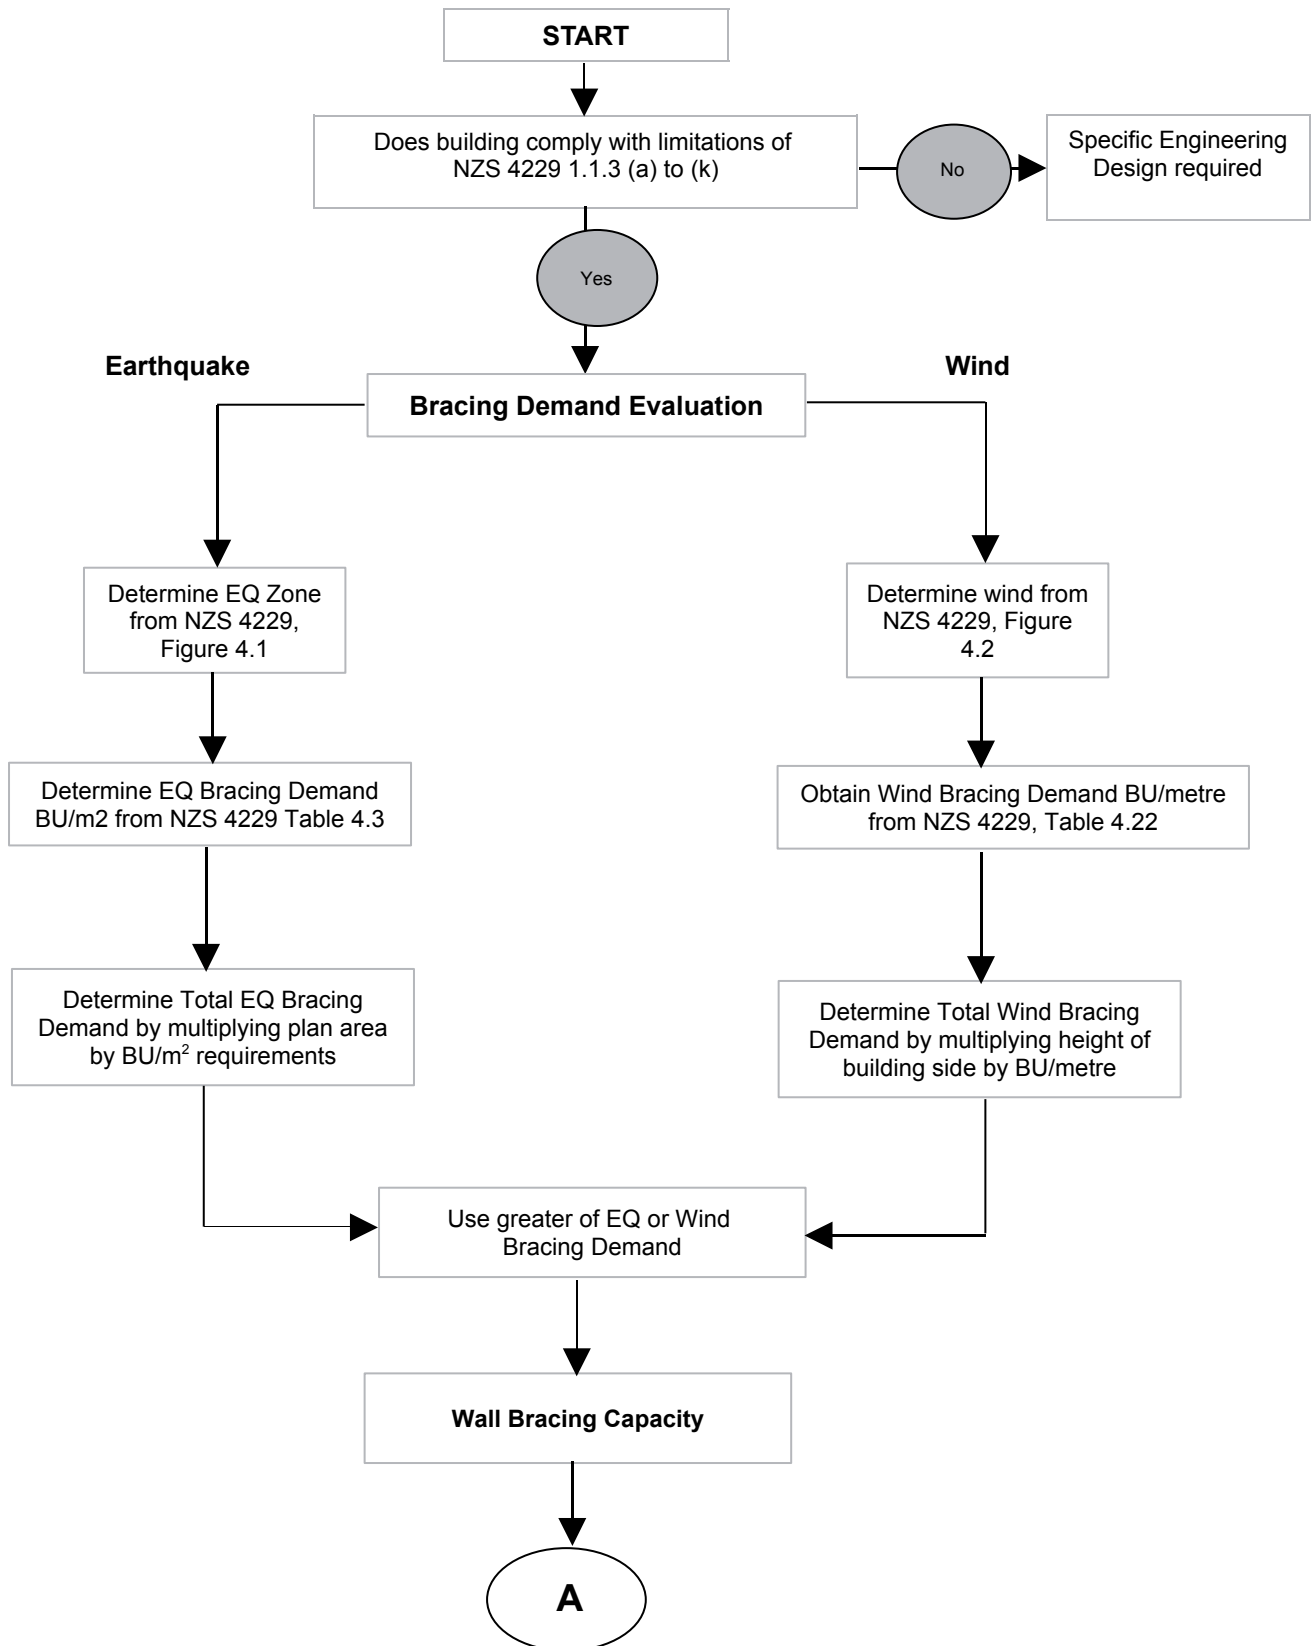 START
Does building comply with limitations of
NZS 4229 1.1.3 (a) to (k)
No
Specific Engineering
Design required
Yes
Earthquake
Wind
Bracing Demand Evaluation
Determine EQ Zone
from NZS 4229,
Figure 4.1
Determine wind from
NZS 4229, Figure
4.2
Determine EQ Bracing Demand
BU/m2 from NZS 4229 Table 4.3
Obtain Wind Bracing Demand BU/metre
from NZS 4229, Table 4.22
Determine Total EQ Bracing
Demand by multiplying plan area
by BU/m² requirements
Determine Total Wind Bracing
Demand by multiplying height of
building side by BU/metre
Use greater of EQ or Wind
Bracing Demand
Wall Bracing Capacity
A